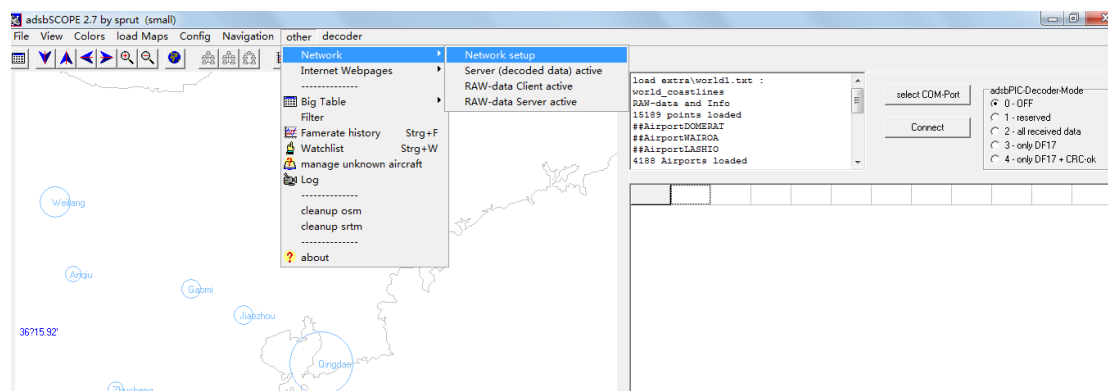 adsbSCOPE 2.7 by sprut (small)
File View Colors load Maps Config Navigation other decoder
Network
Internet Webpages
-------------
Big Table
Filter
Famerate history Strg+F
Watchlist Strg+W
manage unknown aircraft
Log
-------------
cleanup osm
cleanup srtm
-------------
about
Network setup
Server (decoded data) active
RAW-data Client active
RAW-data Server active
load extra\world1.txt :
world_coastlines
RAW-data and Info
15189 points loaded
##AirportDOMERAT
##AirportWAIROA
##AirportLASHIO
4188 Airports loaded
select COM-Port
Connect
adsbPIC-Decoder-Mode
0 - OFF
1 - reserved
2 - all received data
3 - only DF17
4 - only DF17 + CRC-ok
Weifang
Anqiu
Gaomi
Jiaozhou
36?15.92'
Qingdao
Zhucheng